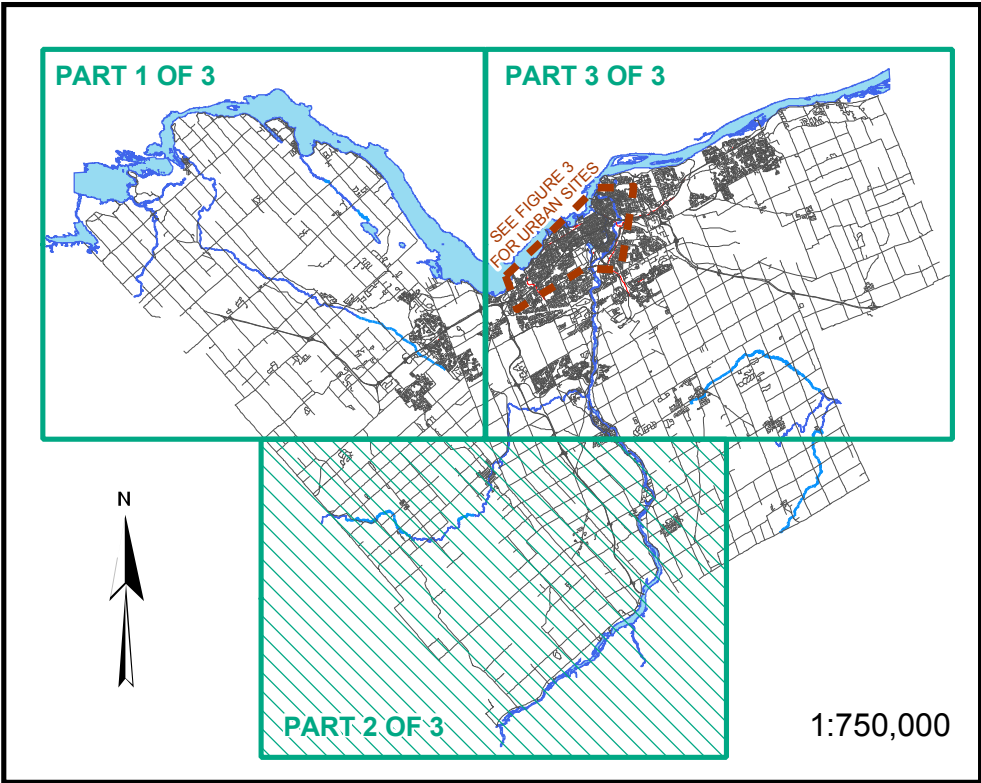 PART 1 OF 3
PART 3 OF 3
SEE FIGURE 3
FOR URBAN SITES
N
PART 2 OF 3
1:750,000